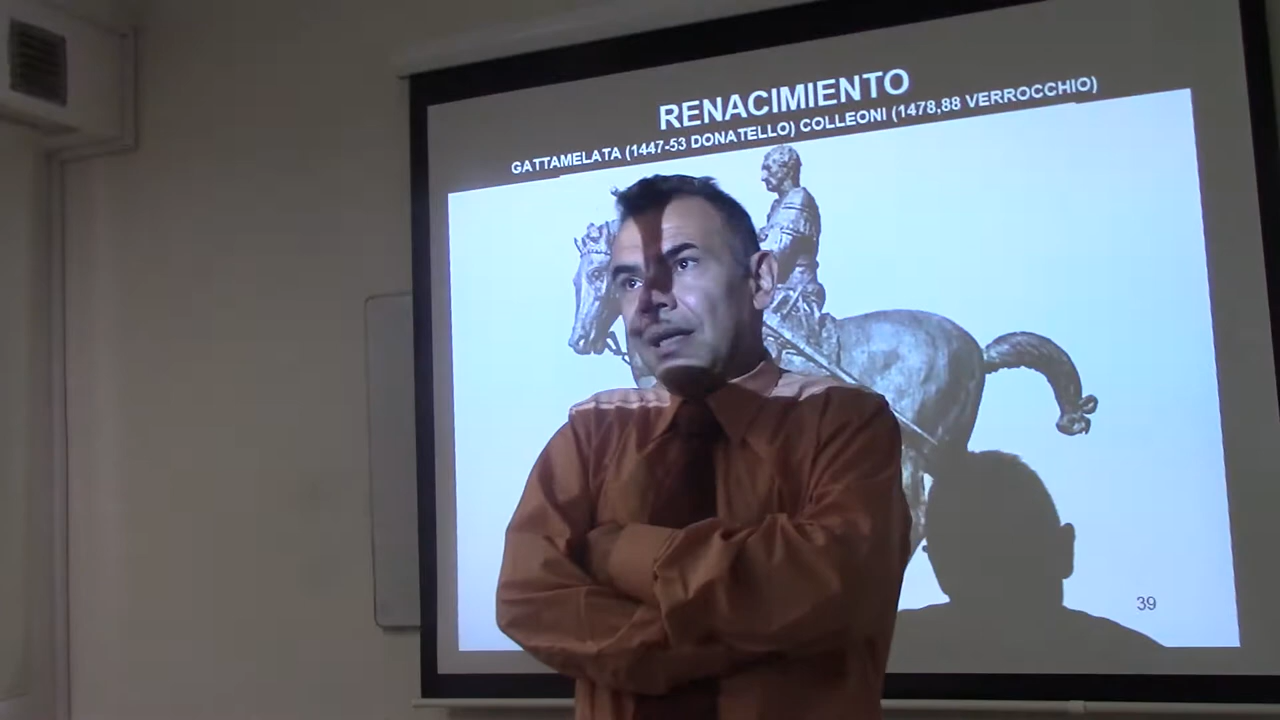 RENACIMIENTO
GATTAMELATA (1447-53 DONATELLO) COLLEONI (1478,88 VERROCCHIO)
39